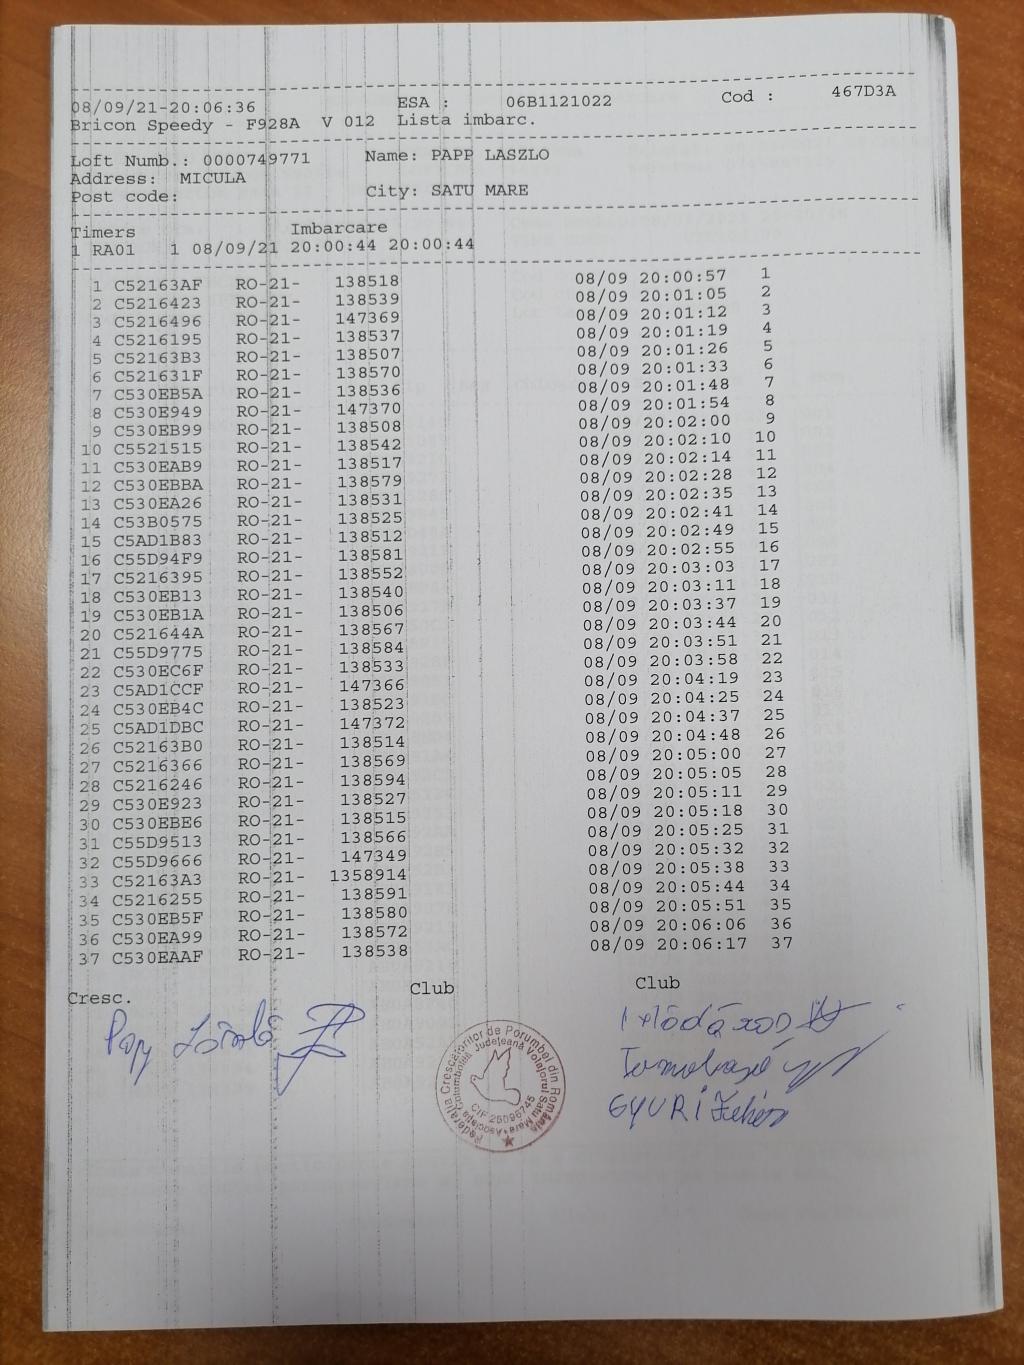 08/09/21-20:06:36 ESA : 06B1121022 Cod : 467D3A
Bricon Speedy - F928A V 012 Lista imbarc.
Loft Numb.: 0000749771 Name: PAPP LASZLO
Address: MICULA
Post code: City: SATU MARE
Timers Imbarcare
1 RA01 1 08/09/21 20:00:44 20:00:44
1 C52163AF RO-21- 138518 08/09 20:00:57 1
2 C5216423 RO-21- 138539 08/09 20:01:05 2
3 C5216496 RO-21- 147369 08/09 20:01:12 3
4 C5216195 RO-21- 138537 08/09 20:01:19 4
5 C52163B3 RO-21- 138507 08/09 20:01:26 5
6 C521631F RO-21- 138570 08/09 20:01:33 6
7 C530EB5A RO-21- 138536 08/09 20:01:48 7
8 C530E949 RO-21- 147370 08/09 20:01:54 8
9 C530EB99 RO-21- 138508 08/09 20:02:00 9
10 C5521515 RO-21- 138542 08/09 20:02:10 10
11 C530EAB9 RO-21- 138517 08/09 20:02:14 11
12 C530EBBA RO-21- 138579 08/09 20:02:28 12
13 C530EA26 RO-21- 138531 08/09 20:02:35 13
14 C53B0575 RO-21- 138525 08/09 20:02:41 14
15 C5AD1B83 RO-21- 138512 08/09 20:02:49 15
16 C55D94F9 RO-21- 138581 08/09 20:02:55 16
17 C5216395 RO-21- 138552 08/09 20:03:03 17
18 C530EB13 RO-21- 138540 08/09 20:03:11 18
19 C530EB1A RO-21- 138506 08/09 20:03:37 19
20 C521644A RO-21- 138567 08/09 20:03:44 20
21 C55D9775 RO-21- 138584 08/09 20:03:51 21
22 C530EC6F RO-21- 138533 08/09 20:03:58 22
23 C5AD1CCF RO-21- 147366 08/09 20:04:19 23
24 C530EB4C RO-21- 138523 08/09 20:04:25 24
25 C5AD1DBC RO-21- 147372 08/09 20:04:37 25
26 C52163B0 RO-21- 138514 08/09 20:04:48 26
27 C5216366 RO-21- 138569 08/09 20:05:00 27
28 C5216246 RO-21- 138594 08/09 20:05:05 28
29 C530E923 RO-21- 138527 08/09 20:05:11 29
30 C530EBE6 RO-21- 138515 08/09 20:05:18 30
31 C55D9513 RO-21- 138566 08/09 20:05:25 31
32 C55D9666 RO-21- 147349 08/09 20:05:32 32
33 C52163A3 RO-21- 1358914 08/09 20:05:38 33
34 C5216255 RO-21- 138591 08/09 20:05:44 34
35 C530EB5F RO-21- 138580 08/09 20:05:51 35
36 C530EA99 RO-21- 138572 08/09 20:06:06 36
37 C530EAAF RO-21- 138538 08/09 20:06:17 37
Cresc. Club Club
Federatia Crescătorilor de Porumbei din România
Asociaţia Columbofilă Judeţeană Voiajorul Satu Mare
CIF 25096745
GYURI